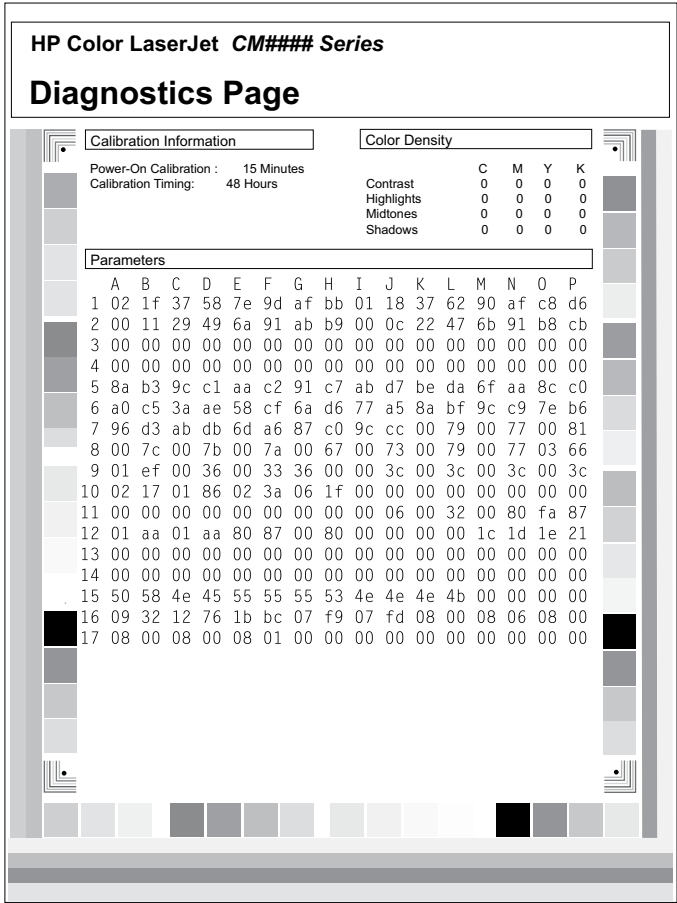 HP Color LaserJet CM#### Series
Diagnostics Page
Calibration Information
Power-On Calibration : 15 Minutes
Calibration Timing: 48 Hours
Color Density
C M Y K
Contrast 0 0 0 0
Highlights 0 0 0 0
Midtones 0 0 0 0
Shadows 0 0 0 0
Parameters
A B C D E F G H I J K L M N O P
1 02 1f 37 58 7e 9d af bb 01 18 37 62 90 af c8 d6
2 00 11 29 49 6a 91 ab b9 00 0c 22 47 6b 91 b8 cb
3 00 00 00 00 00 00 00 00 00 00 00 00 00 00 00 00
4 00 00 00 00 00 00 00 00 00 00 00 00 00 00 00 00
5 8a b3 9c c1 aa c2 91 c7 ab d7 be da 6f aa 8c c0
6 a0 c5 3a ae 58 cf 6a d6 77 a5 8a bf 9c c9 7e b6
7 96 d3 ab db 6d a6 87 c0 9c cc 00 79 00 77 00 81
8 00 7c 00 7b 00 7a 00 67 00 73 00 79 00 77 03 66
9 01 ef 00 36 00 33 36 00 00 3c 00 3c 00 3c 00 3c
10 02 17 01 86 02 3a 06 1f 00 00 00 00 00 00 00 00
11 00 00 00 00 00 00 00 00 00 06 00 32 00 80 fa 87
12 01 aa 01 aa 80 87 00 80 00 00 00 00 1c 1d 1e 21
13 00 00 00 00 00 00 00 00 00 00 00 00 00 00 00 00
14 00 00 00 00 00 00 00 00 00 00 00 00 00 00 00 00
15 50 58 4e 45 55 55 55 53 4e 4e 4e 4b 00 00 00 00
16 09 32 12 76 1b bc 07 f9 07 fd 08 00 08 06 08 00
17 08 00 08 00 08 01 00 00 00 00 00 00 00 00 00 00